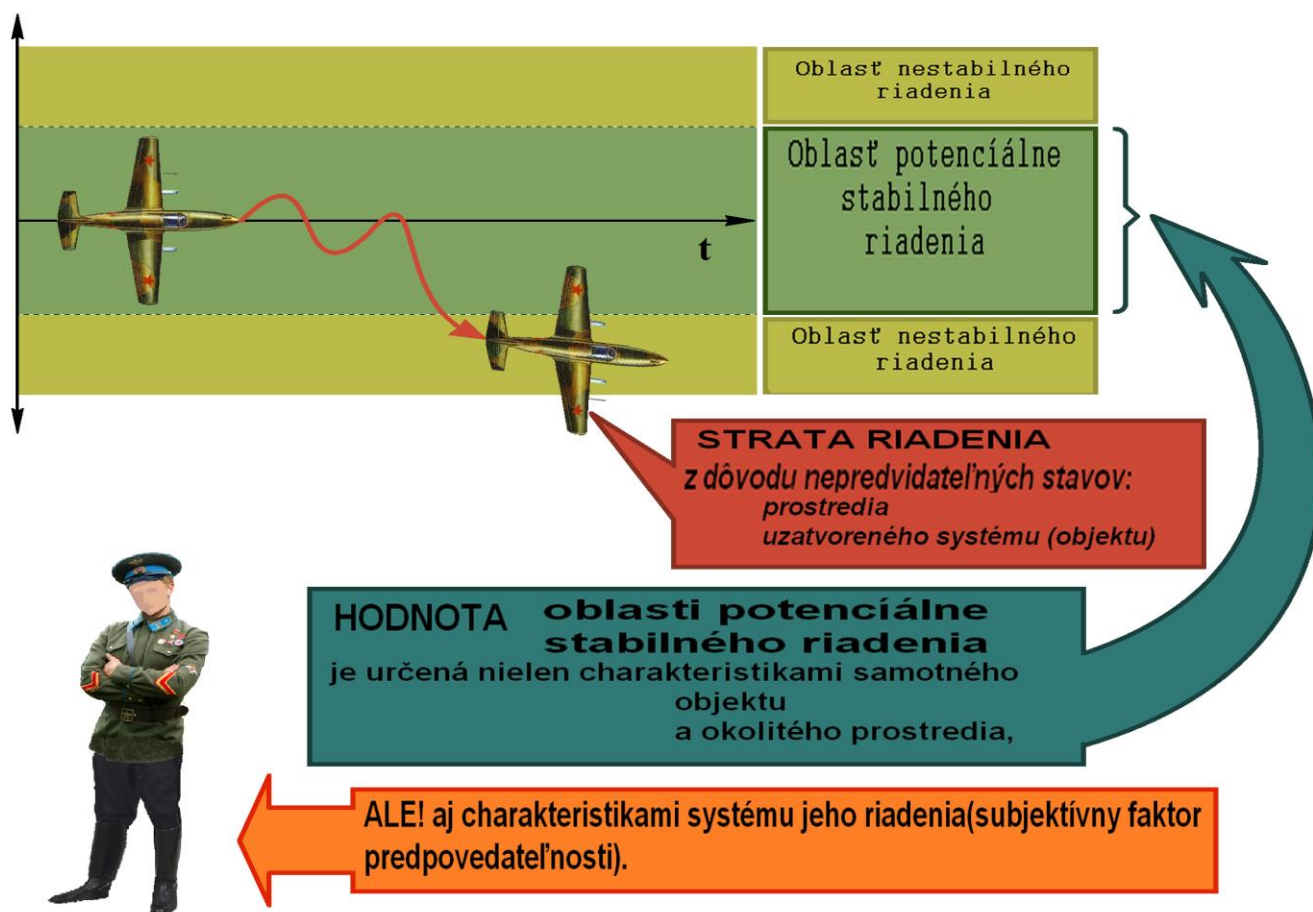 Oblasť nestabilného
riadenia
Oblasť potencíálne
stabilného
riadenia
t
Oblasť nestabilného
riadenia
STRATA RIADENIA
z dôvodu nepredvidateľných stavov:
prostredia
uzatvoreného systému (objektu)
HODNOTA oblasti potencíálne
stabilného riadenia
je určená nielen charakteristikami samotného
objektu
a okolitého prostredia,
ALE! aj charakteristikami systému jeho riadenia(subjektívny faktor
predpovedateľnosti).